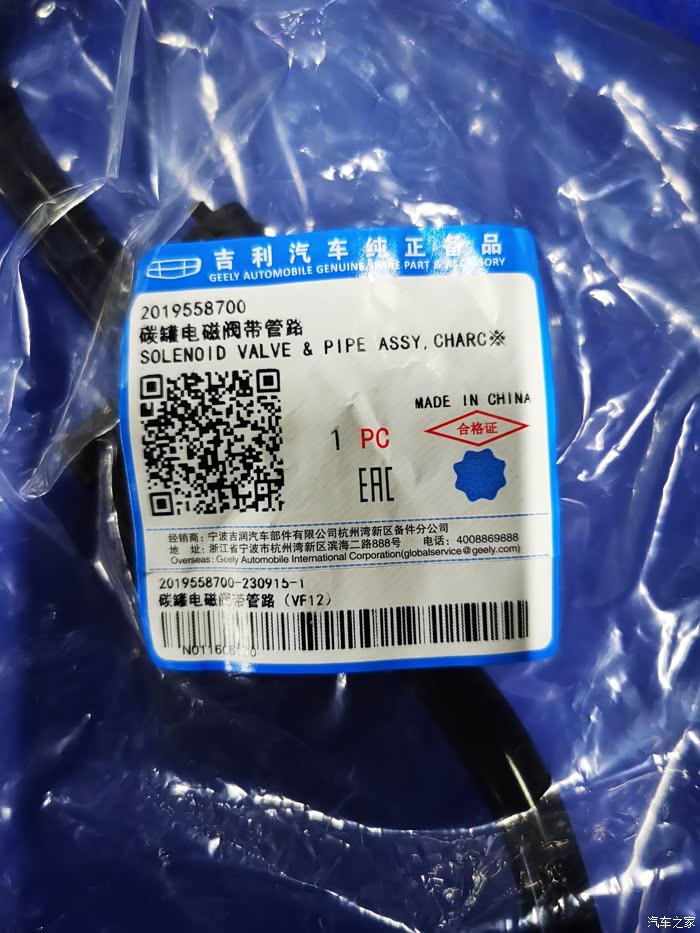 吉利汽车纯正备品
GEELY AUTOMOBILE GENUINE SPARE PART & ACCESSORY
2019558700
碳罐电磁阀带管路
SOLENOID VALVE & PIPE ASSY,CHARC※
MADE IN CHINA
1 PC
合格证
EAC
经销商:宁波吉润汽车部件有限公司杭州湾新区备件分公司
地 址:浙江省宁波市杭州湾新区滨海二路888号 电话:4008869888
Overseas: Geely Automobile International Corporation(globalservice@geely.com)
2019558700-230915-1
碳罐电磁阀带管路 (VF12)
汽车之家